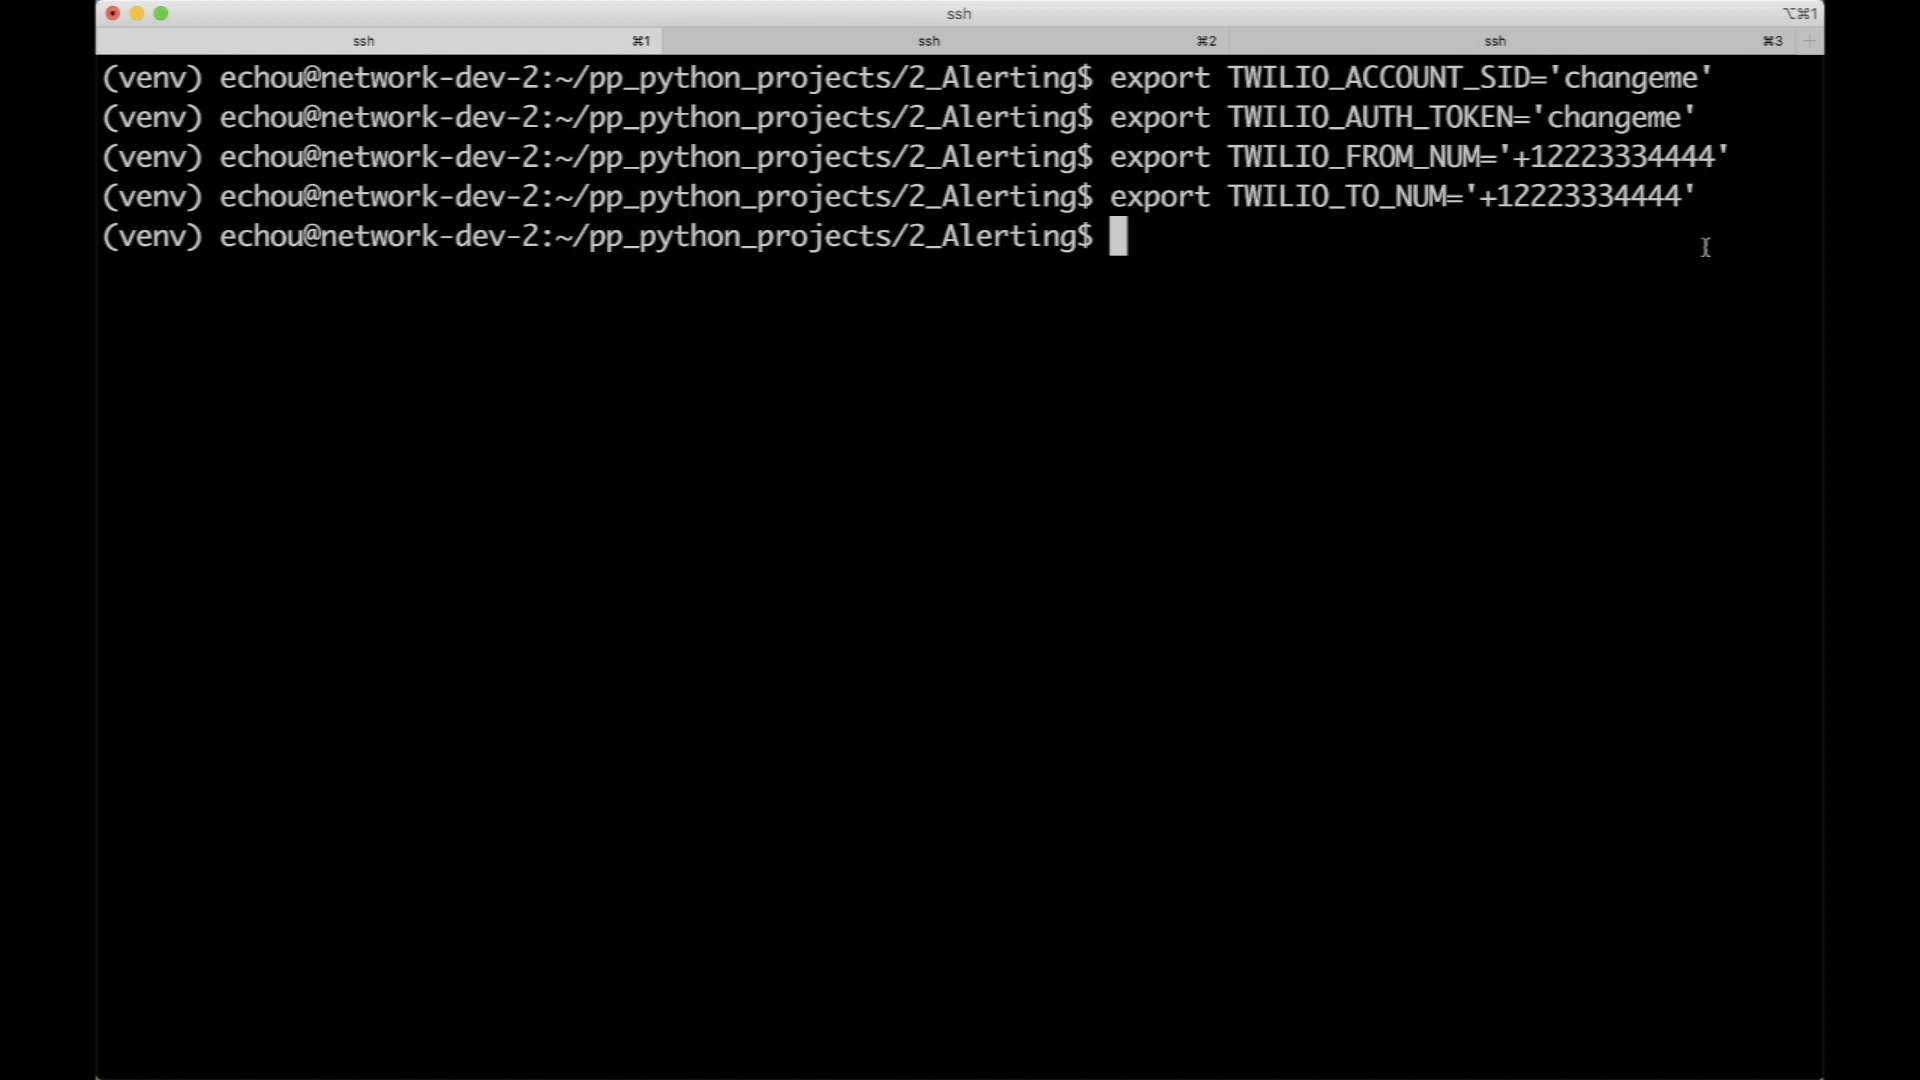 ssh ⌥⌘1
ssh ⌘1 ssh ⌘2 ssh ⌘3 +
(venv) echou@network-dev-2:~/pp_python_projects/2_Alerting$ export TWILIO_ACCOUNT_SID='changeme'
(venv) echou@network-dev-2:~/pp_python_projects/2_Alerting$ export TWILIO_AUTH_TOKEN='changeme'
(venv) echou@network-dev-2:~/pp_python_projects/2_Alerting$ export TWILIO_FROM_NUM='+12223334444'
(venv) echou@network-dev-2:~/pp_python_projects/2_Alerting$ export TWILIO_TO_NUM='+12223334444'
(venv) echou@network-dev-2:~/pp_python_projects/2_Alerting$